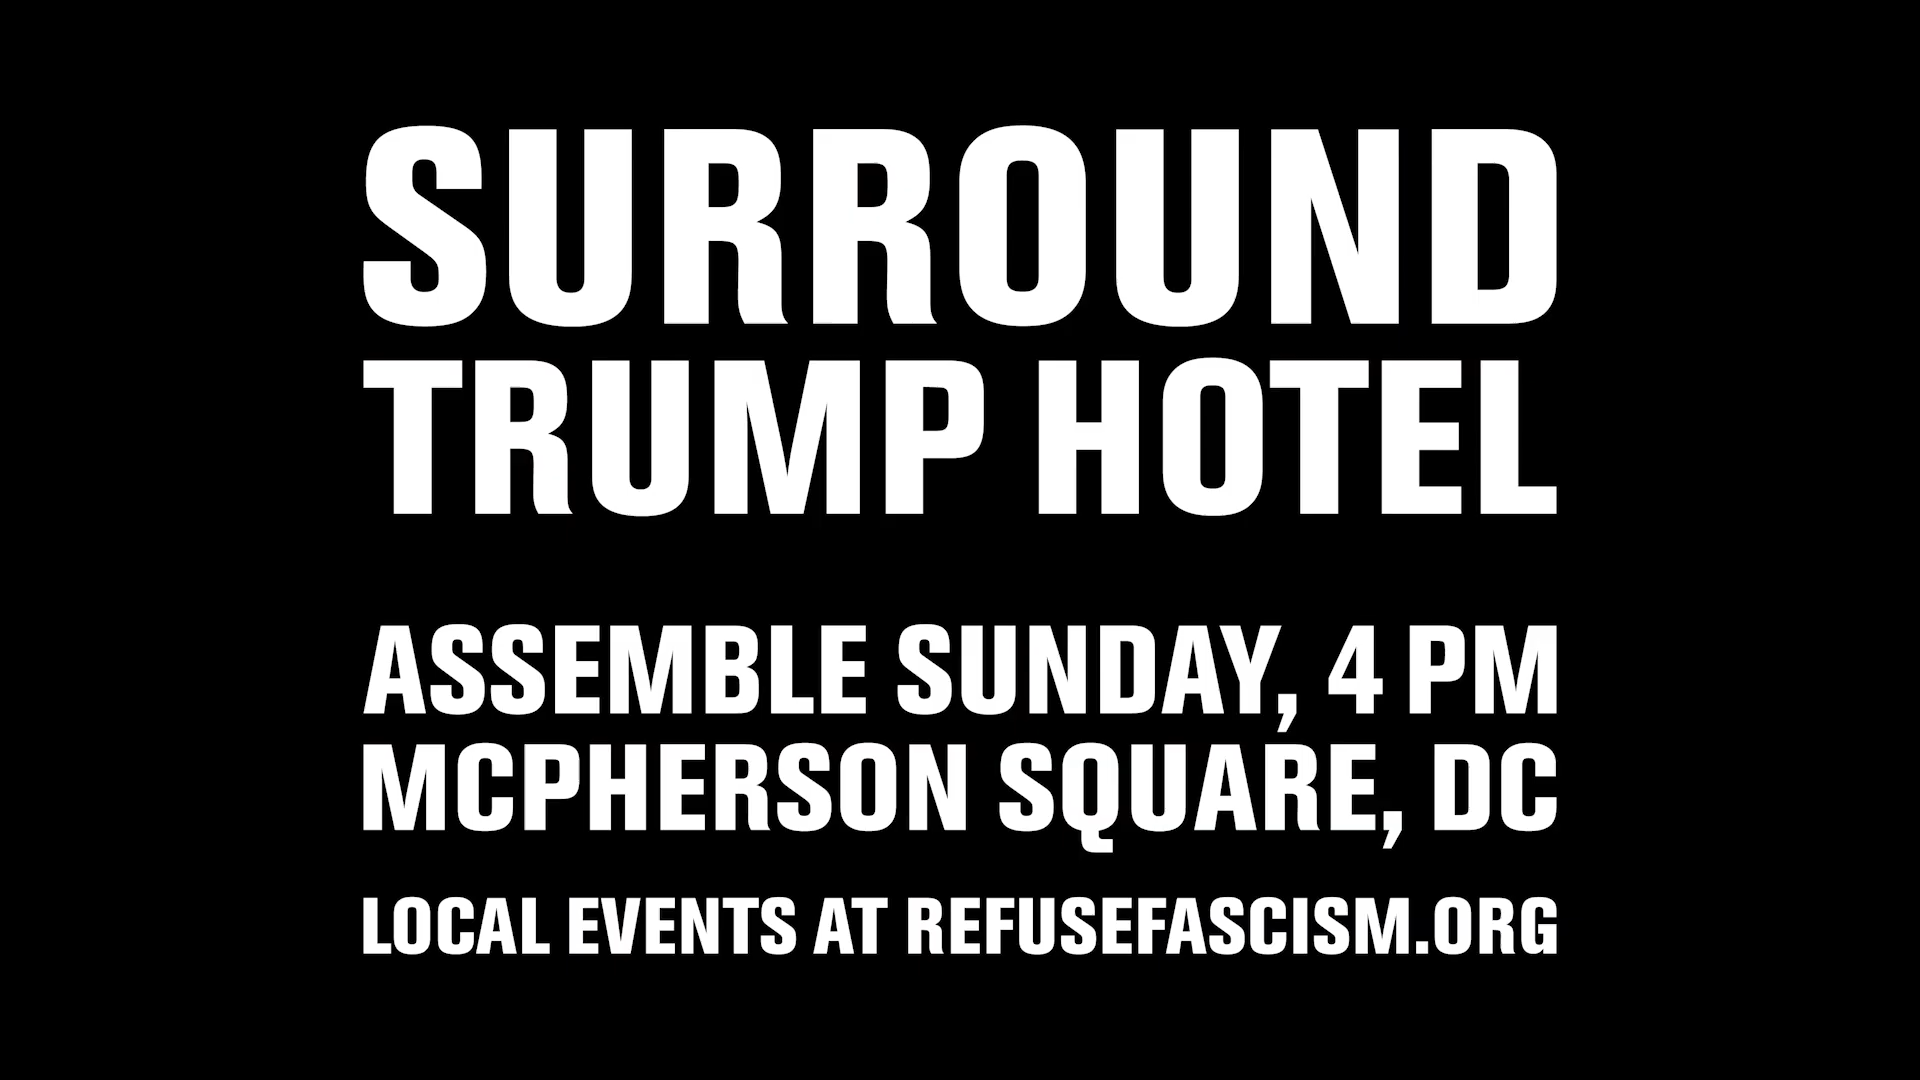 SURROUND
TRUMP HOTEL
ASSEMBLE SUNDAY, 4 PM
MCPHERSON SQUARE, DC
LOCAL EVENTS AT REFUSEFASCISM.ORG